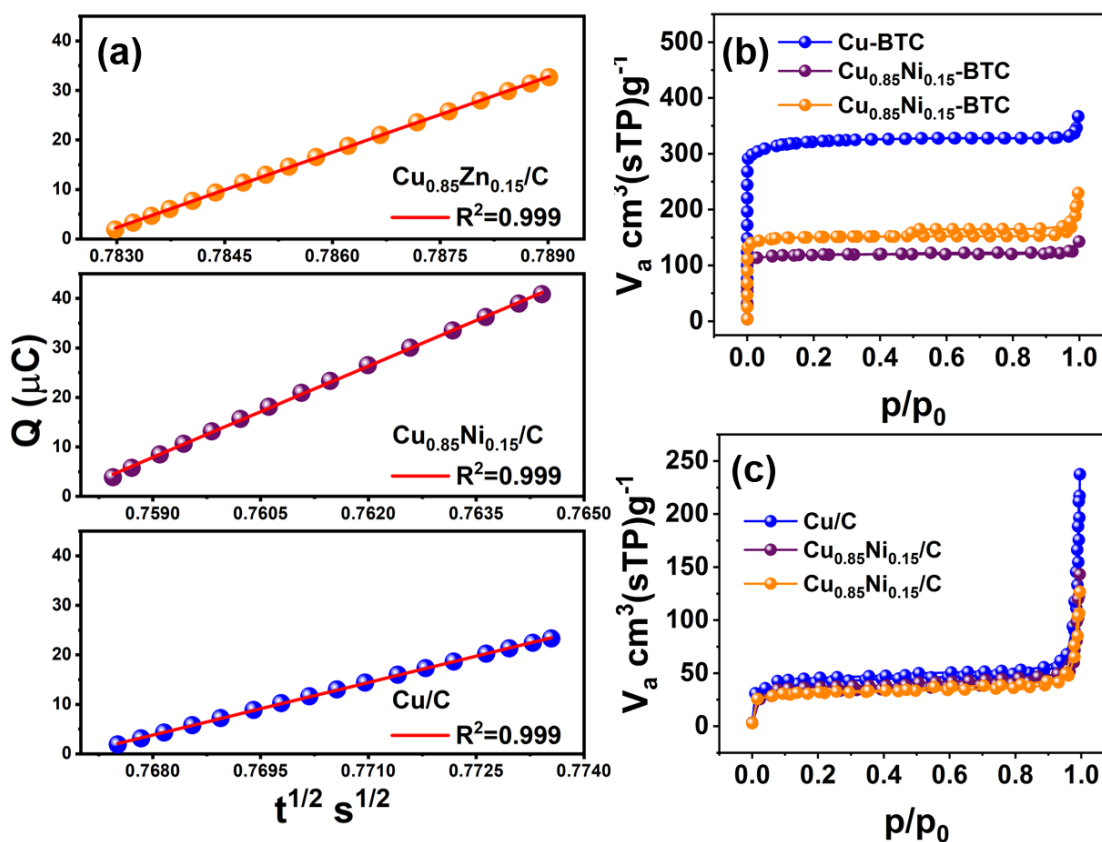 (a)
40
30
20
10
0
Cu0.85Zn0.15/C
R2=0.999
0.7830 0.7845 0.7860 0.7875 0.7890
Q (μC)
40
30
20
10
0
Cu0.85Ni0.15/C
R2=0.999
0.7590 0.7605 0.7620 0.7635 0.7650
40
30
20
10
0
Cu/C
R2=0.999
0.7680 0.7695 0.7710 0.7725 0.7740
t1/2 s1/2
(b)
Va cm3(sTP)g-1
500
400
300
200
100
0
Cu-BTC
Cu0.85Ni0.15-BTC
Cu0.85Ni0.15-BTC
0.0 0.2 0.4 0.6 0.8 1.0
p/p0
(c)
Va cm3(sTP)g-1
250
200
150
100
50
0
Cu/C
Cu0.85Ni0.15/C
Cu0.85Ni0.15/C
0.0 0.2 0.4 0.6 0.8 1.0
p/p0